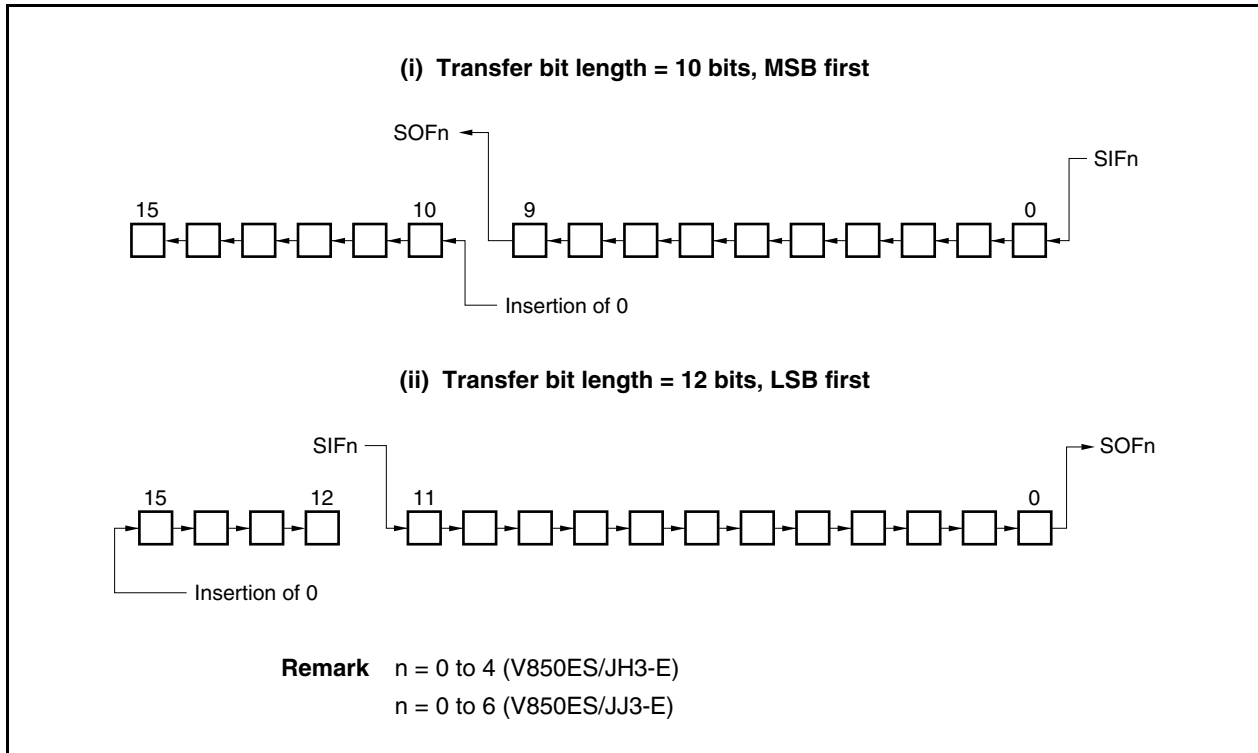 (i) Transfer bit length = 10 bits, MSB first
SOFn
SIFn
15
10
9
0
Insertion of 0
(ii) Transfer bit length = 12 bits, LSB first
SIFn
SOFn
15
12
11
0
Insertion of 0
Remark n = 0 to 4 (V850ES/JH3-E)
n = 0 to 6 (V850ES/JJ3-E)